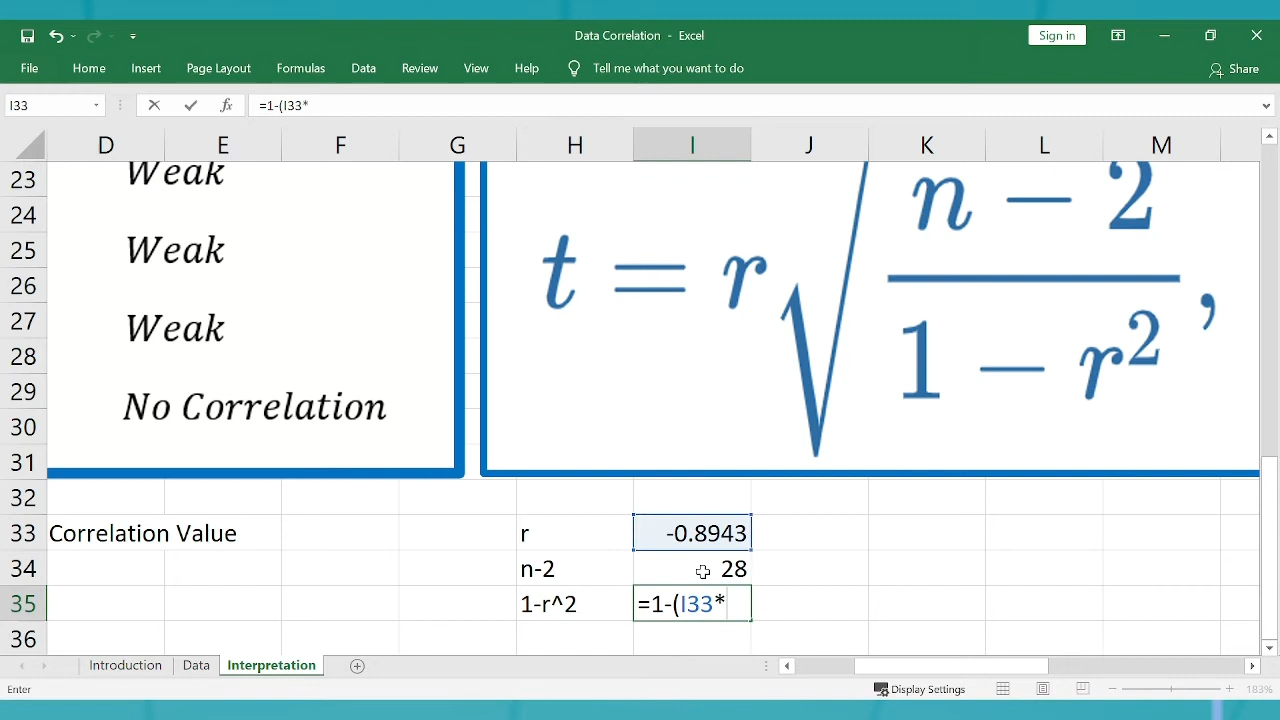 Data Correlation - Excel
Sign in
File Home Insert Page Layout Formulas Data Review View Help Tell me what you want to do Share
I33 fx =1-(I33*
D E F G H I J K L M
23 Weak
24
25 Weak
26
27
28 Weak
29
30 No Correlation
31
t = r√((n − 2)/(1 − r²)),
32
33 Correlation Value r -0.8943
34 n-2 28
35 1-r^2 =1-(I33*
36
Introduction Data Interpretation
Enter Display Settings 183%